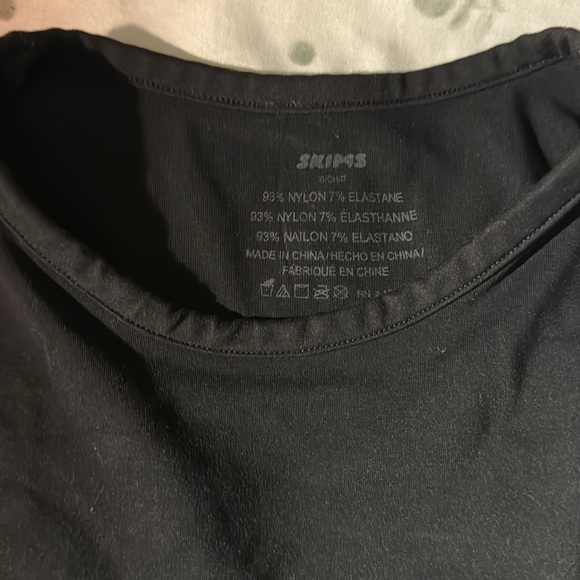 SKIMS
93% NYLON 7% ELASTANE
93% NYLON 7% ÉLASTHANNE
93% NAILON 7% ELASTANO
MADE IN CHINA/HECHO EN CHINA/
FABRIQUÉ EN CHINE
RN